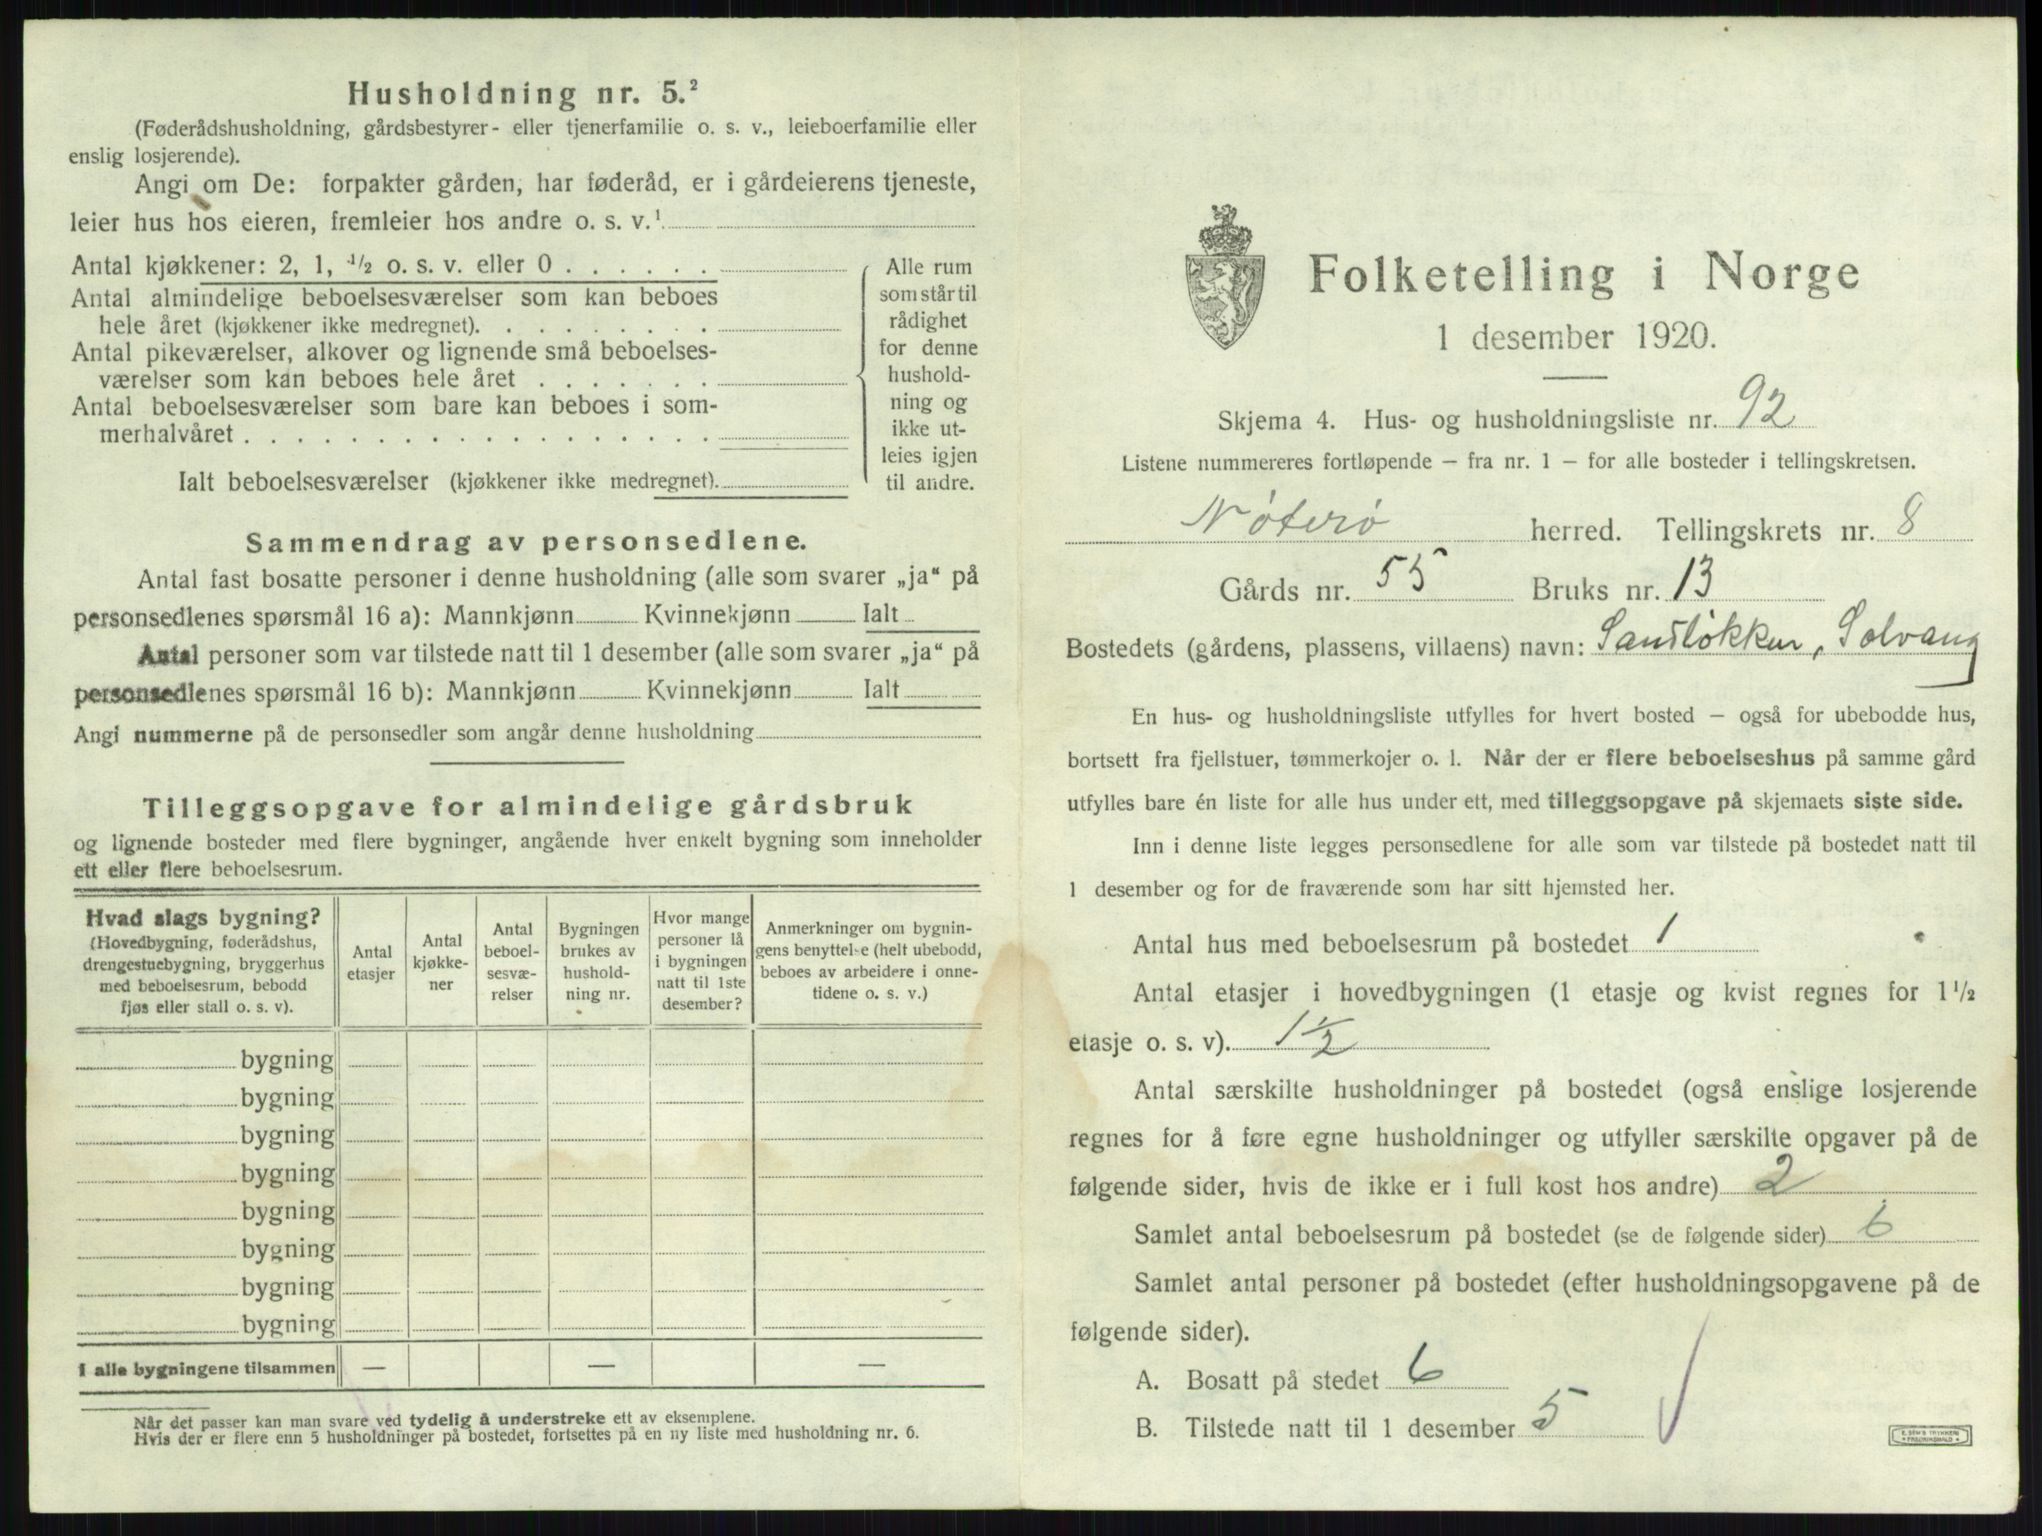 Husholdning nr. 5.²
(Føderådshusholdning, gårdsbestyrer- eller tjenerfamilie o. s. v., leieboerfamilie eller
enslig losjerende).
Angi om De: forpakter gården, har føderåd, er i gårdeierens tjeneste,
leier hus hos eieren, fremleier hos andre o. s. v.¹
Antal kjøkkener: 2, 1, ½ o. s. v. eller 0 . . . . . .
Antal almindelige beboelsesværelser som kan beboes
hele året (kjøkkener ikke medregnet). . . . . . . . .
Antal pikeværelser, alkover og lignende små beboelses-
værelser som kan beboes hele året . . . . . . .
Antal beboelsesværelser som bare kan beboes i som-
merhalvåret . . . . . . . . . . . . . . . . . .
Ialt beboelsesværelser (kjøkkener ikke medregnet).
Alle rum
som står til
rådighet
for denne
hushold-
ning og
ikke ut-
leies igjen
til andre.
Sammendrag av personsedlene.
Antal fast bosatte personer i denne husholdning (alle som svarer „ja“ på
personsedlenes spørsmål 16 a): Mannkjønn Kvinnekjønn Ialt
Antal personer som var tilstede natt til 1 desember (alle som svarer „ja“ på
personsedlenes spørsmål 16 b): Mannkjønn Kvinnekjønn Ialt
Angi nummerne på de personsedler som angår denne husholdning
Tilleggsopgave for almindelige gårdsbruk
og lignende bosteder med flere bygninger, angående hver enkelt bygning som inneholder
ett eller flere beboelsesrum.
Hvad slags bygning?
(Hovedbygning, føderådshus,
drengestuebygning, bryggerhus
med beboelsesrum, bebodd
fjøs eller stall o. s. v).
Antal
etasjer
Antal
kjøkke-
ner
Antal
beboel-
sesvæ-
relser
Bygningen
brukes av
hushold-
ning nr.
Hvor mange
personer lå
i bygningen
natt til 1ste
desember?
Anmerkninger om bygnin-
gens benyttelse (helt ubebodd,
beboes av arbeidere i onne-
tidene o. s. v.)
bygning
bygning
bygning
bygning
bygning
bygning
bygning
bygning
I alle bygningene tilsammen — — —
Når det passer kan man svare ved tydelig å understreke ett av eksemplene.
Hvis der er flere enn 5 husholdninger på bostedet, fortsettes på en ny liste med husholdning nr. 6.
Folketelling i Norge
1 desember 1920.
Skjema 4. Hus- og husholdningsliste nr. 92
Listene nummereres fortløpende — fra nr. 1 — for alle bosteder i tellingskretsen.
Nøterø herred. Tellingskrets nr. 8
Gårds nr. 55 Bruks nr. 13
Bostedets (gårdens, plassens, villaens) navn: Sandløkken, Solvang
En hus- og husholdningsliste utfylles for hvert bosted — også for ubebodde hus,
bortsett fra fjellstuer, tømmerkojer o. l. Når der er flere beboelseshus på samme gård
utfylles bare én liste for alle hus under ett, med tilleggsopgave på skjemaets siste side.
Inn i denne liste legges personsedlene for alle som var tilstede på bostedet natt til
1 desember og for de fraværende som har sitt hjemsted her.
Antal hus med beboelsesrum på bostedet 1
Antal etasjer i hovedbygningen (1 etasje og kvist regnes for 1 ½
etasje o. s. v). 1 ½
Antal særskilte husholdninger på bostedet (også enslige losjerende
regnes for å føre egne husholdninger og utfyller særskilte opgaver på de
følgende sider, hvis de ikke er i full kost hos andre) 2
Samlet antal beboelsesrum på bostedet (se de følgende sider) 6
Samlet antal personer på bostedet (efter husholdningsopgavene på de
følgende sider).
A. Bosatt på stedet 6
B. Tilstede natt til 1 desember 5
E. SEM'S TRYKKERI
FREDRIKSHALD